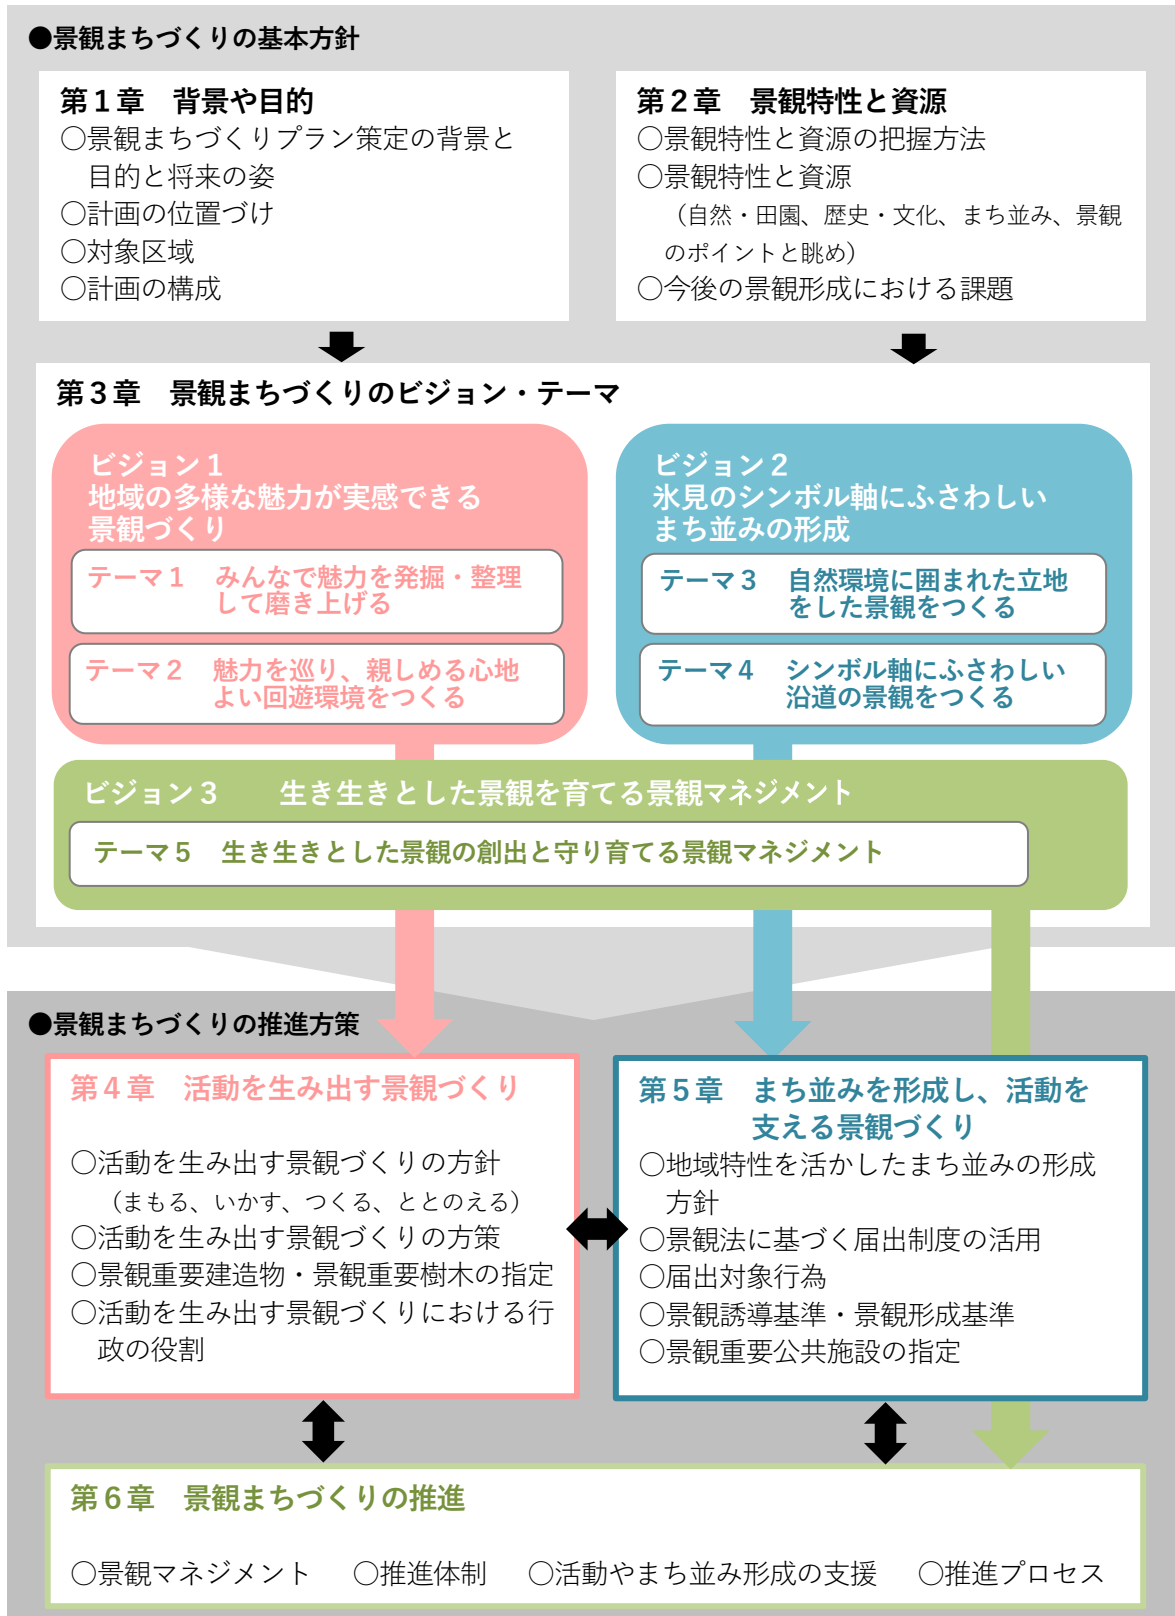 ●景観まちづくりの基本方針
第１章　背景や目的
○景観まちづくりプラン策定の背景と
目的と将来の姿
○計画の位置づけ
○対象区域
○計画の構成
第２章　景観特性と資源
○景観特性と資源の把握方法
○景観特性と資源
（自然・田園、歴史・文化、まち並み、景観
のポイントと眺め）
○今後の景観形成における課題
第３章　景観まちづくりのビジョン・テーマ
ビジョン１
地域の多様な魅力が実感できる
景観づくり
テーマ１　みんなで魅力を発掘・整理
して磨き上げる
テーマ２　魅力を巡り、親しめる心地
よい回遊環境をつくる
ビジョン２
氷見のシンボル軸にふさわしい
まち並みの形成
テーマ３　自然環境に囲まれた立地
をした景観をつくる
テーマ４　シンボル軸にふさわしい
沿道の景観をつくる
ビジョン３　　生き生きとした景観を育てる景観マネジメント
テーマ５　生き生きとした景観の創出と守り育てる景観マネジメント
●景観まちづくりの推進方策
第４章　活動を生み出す景観づくり
○活動を生み出す景観づくりの方針
（まもる、いかす、つくる、ととのえる）
○活動を生み出す景観づくりの方策
○景観重要建造物・景観重要樹木の指定
○活動を生み出す景観づくりにおける行
政の役割
第５章　まち並みを形成し、活動を
支える景観づくり
○地域特性を活かしたまち並みの形成
方針
○景観法に基づく届出制度の活用
○届出対象行為
○景観誘導基準・景観形成基準
○景観重要公共施設の指定
第６章　景観まちづくりの推進
○景観マネジメント　○推進体制　○活動やまち並み形成の支援　○推進プロセス